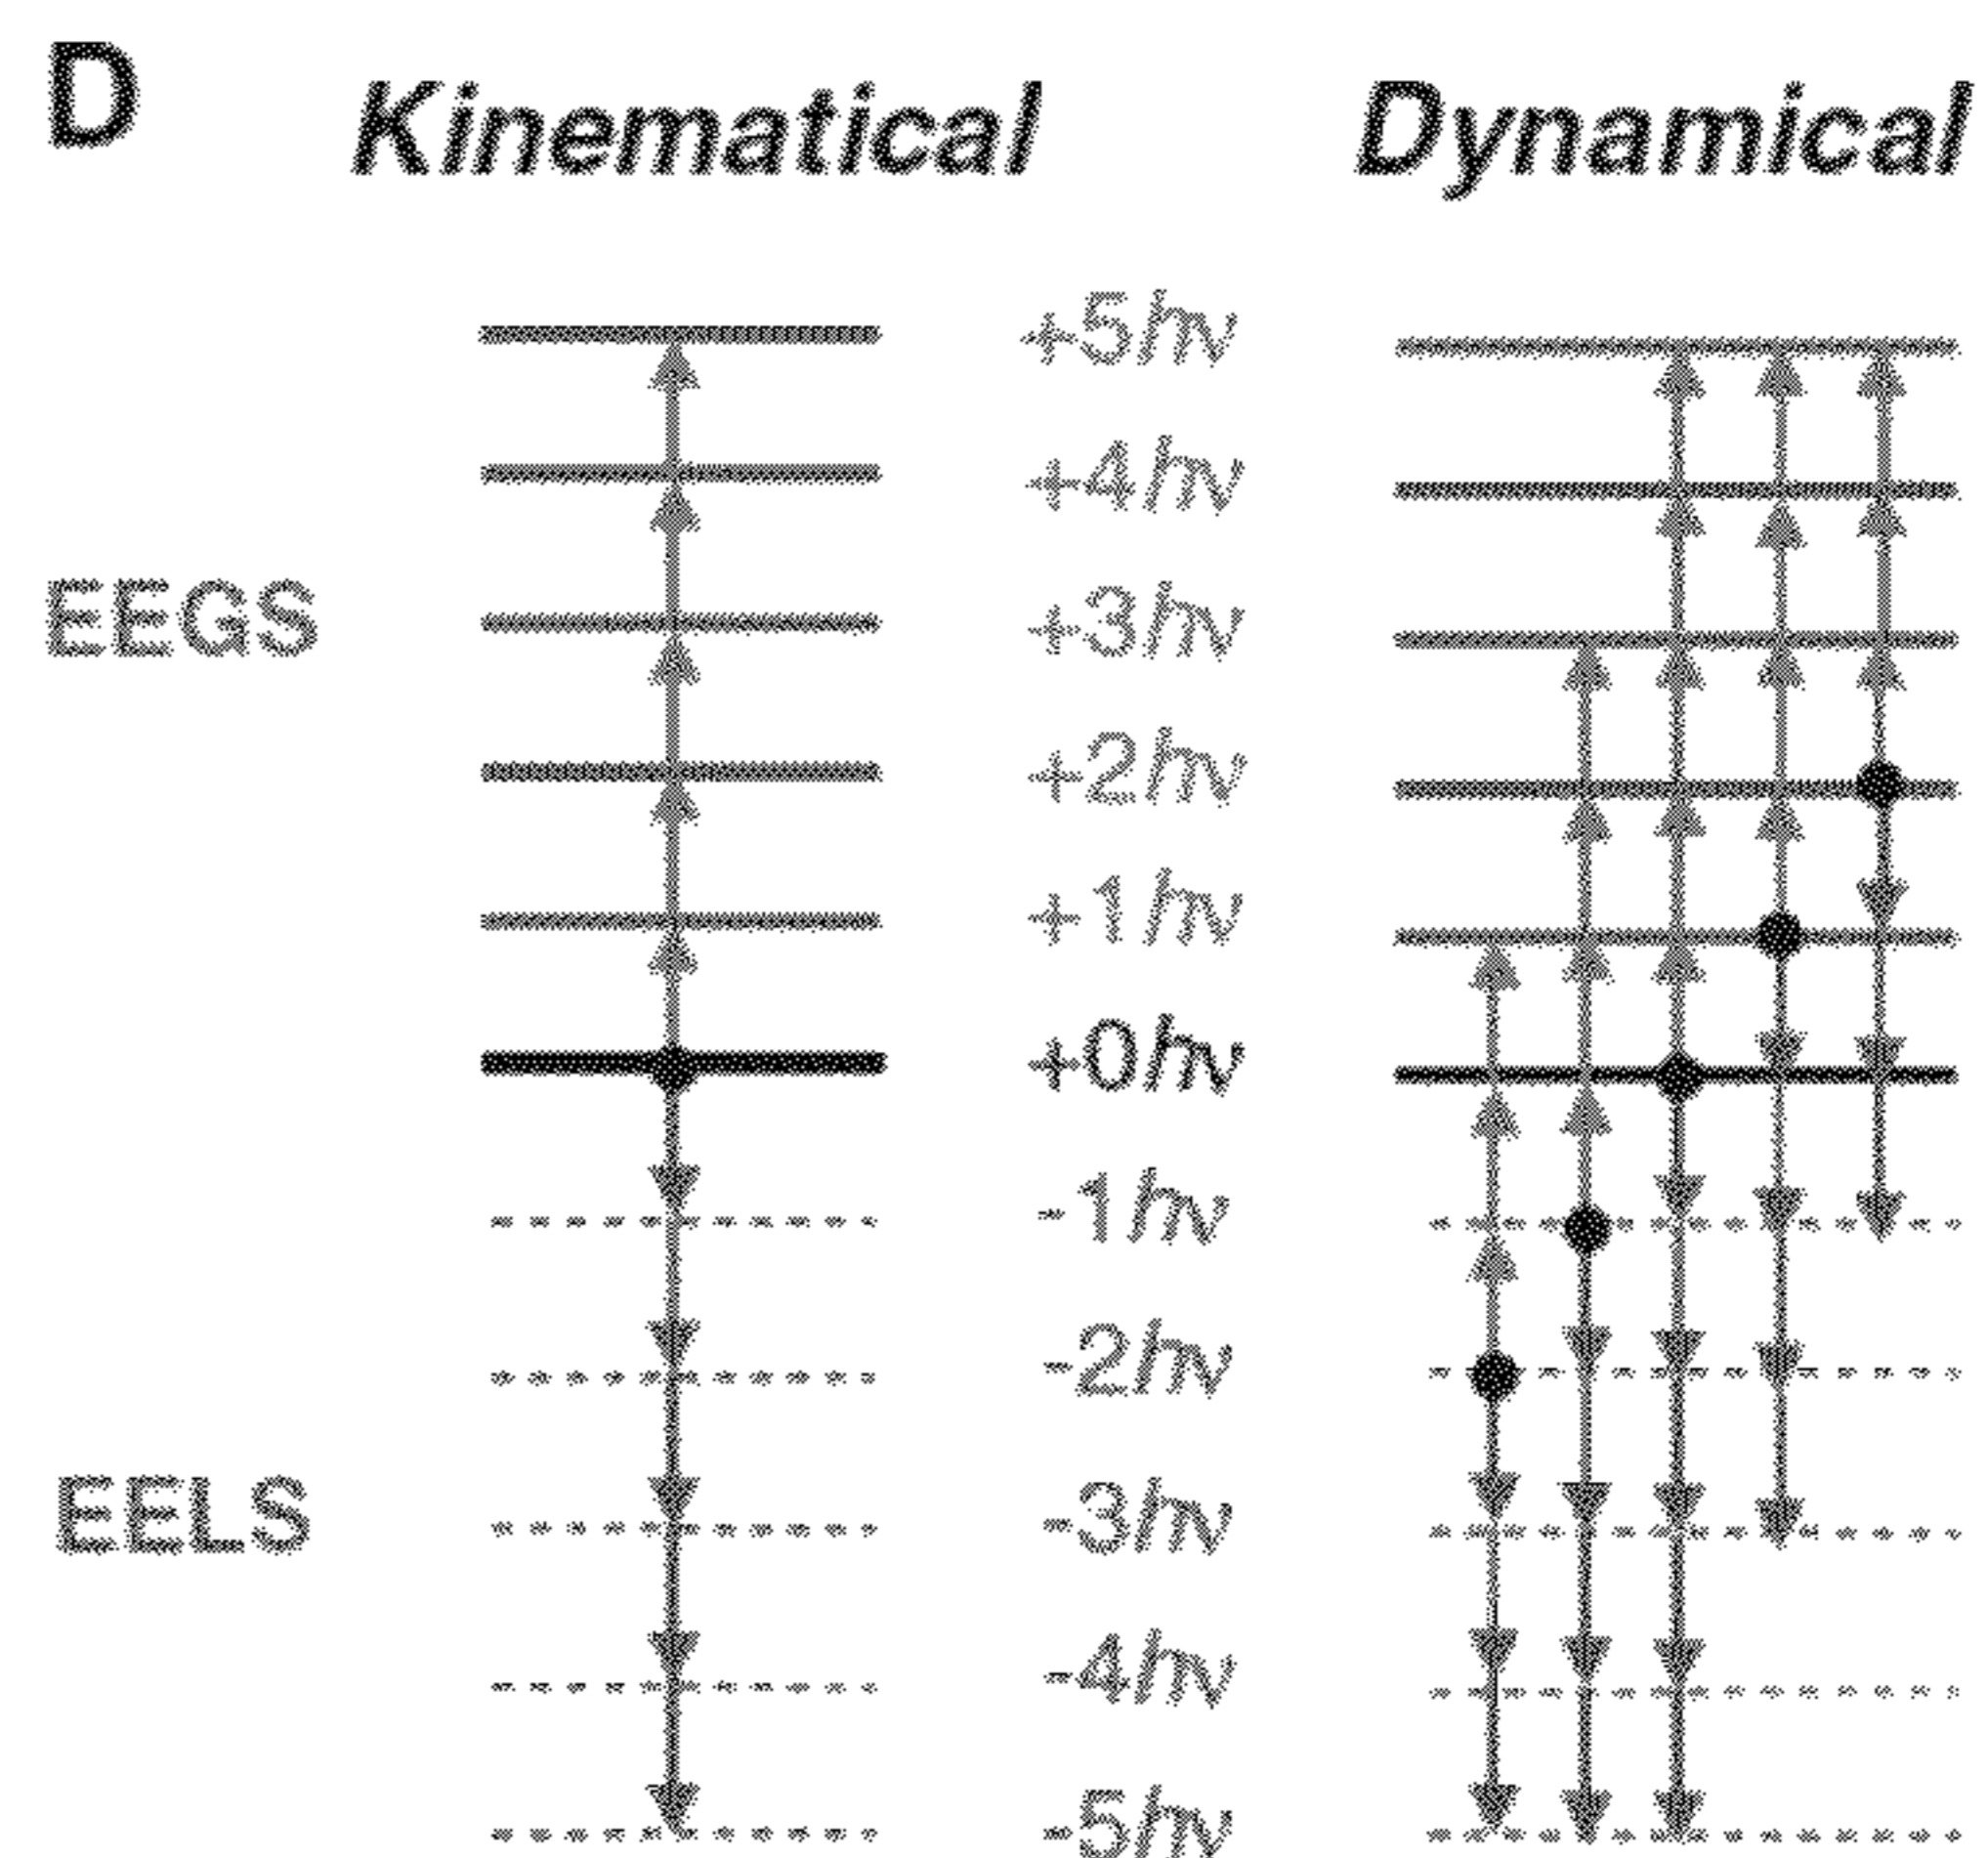 D
Kinematical Dynamical
+5hν
+4hν
EEGS +3hν
+2hν
+1hν
+0hν
-1hν
-2hν
EELS -3hν
-4hν
-5hν